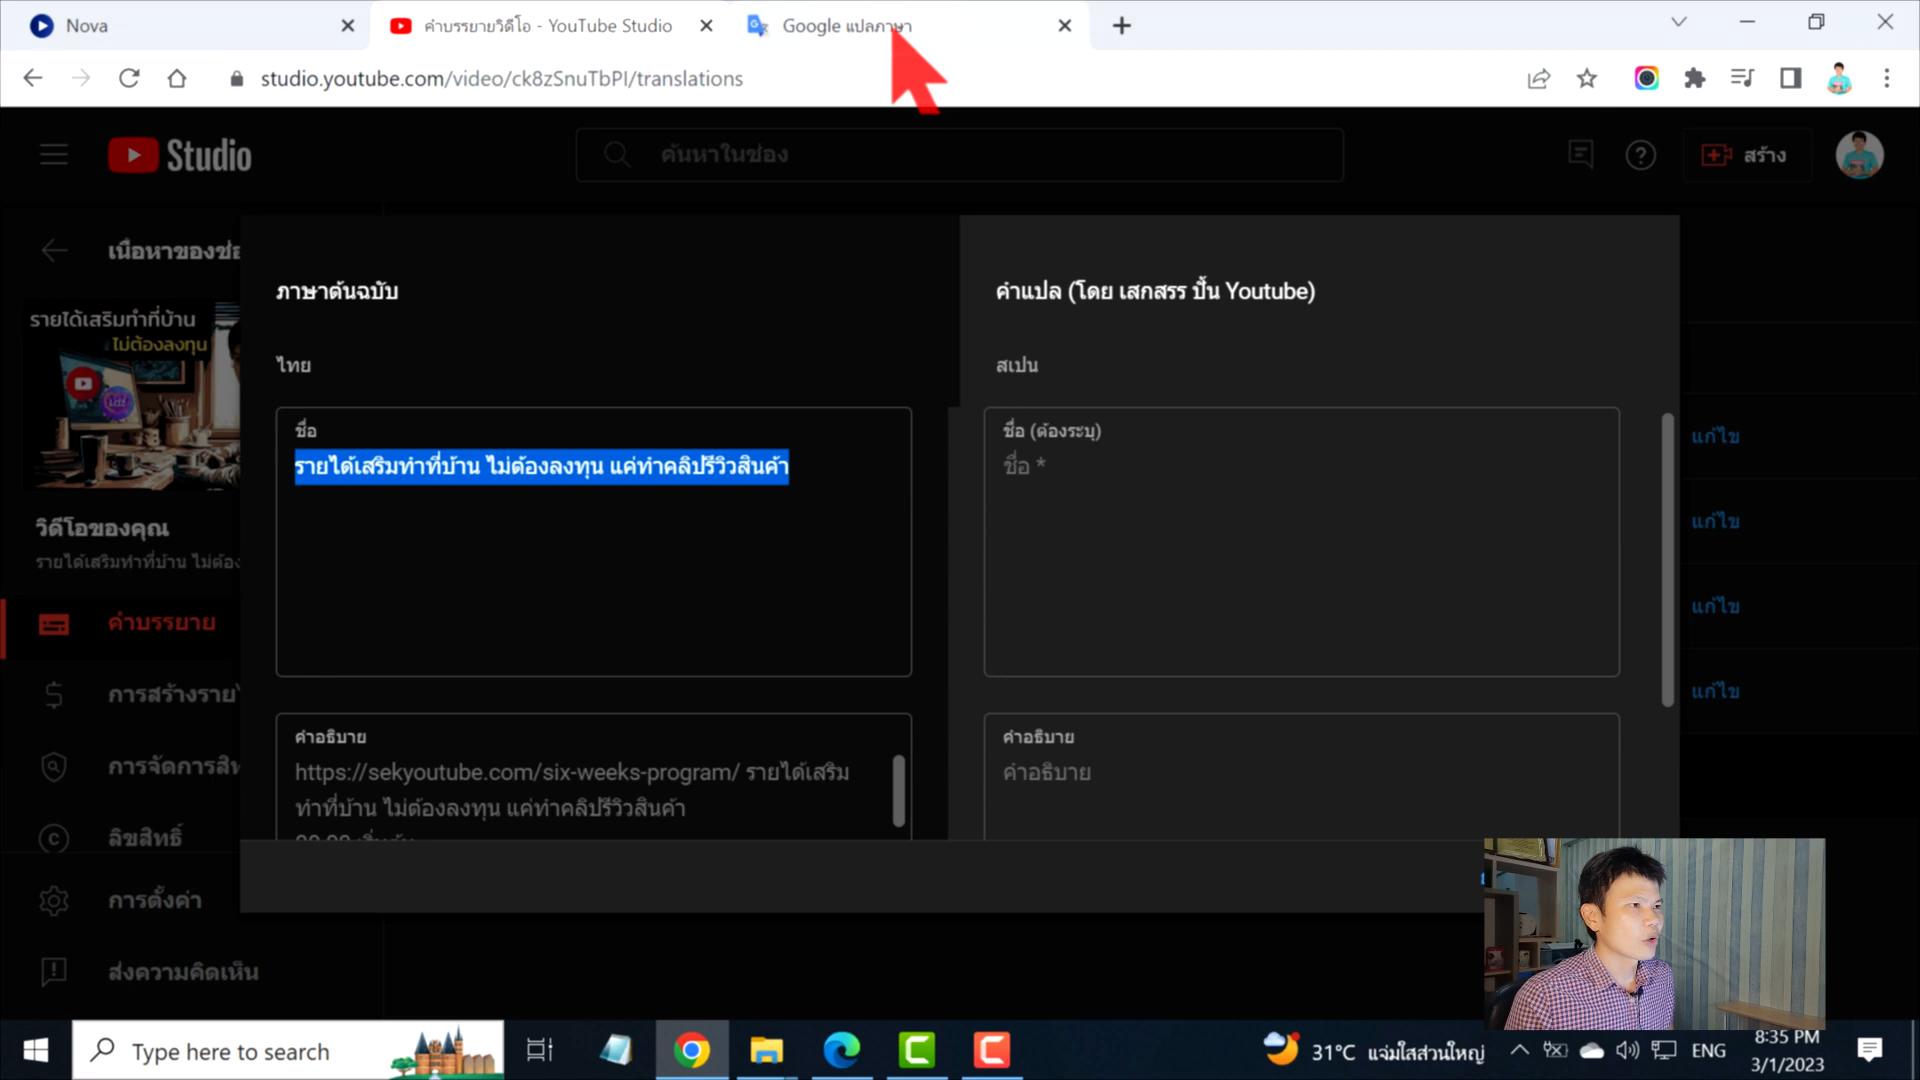 Nova
คำบรรยายวิดีโอ - YouTube Studio
Google แปลภาษา
studio.youtube.com/video/ck8zSnuTbPI/translations
Studio
ค้นหาในช่อง
สร้าง
เนื้อหาของช่อ
ภาษาต้นฉบับ
คำแปล (โดย เสกสรร ปั้น Youtube)
รายได้เสริมทำที่บ้าน
ไม่ต้องลงทุน
ไทย
สเปน
ชื่อ
รายได้เสริมทำที่บ้าน ไม่ต้องลงทุน แค่ทำคลิปรีวิวสินค้า
ชื่อ (ต้องระบุ)
ชื่อ *
แก้ไข
แก้ไข
แก้ไข
แก้ไข
วิดีโอของคุณ
รายได้เสริมทำที่บ้าน ไม่ต้อง
คำบรรยาย
การสร้างราย
การจัดการสิท
ลิขสิทธิ์
การตั้งค่า
ส่งความคิดเห็น
คำอธิบาย
https://sekyoutube.com/six-weeks-program/ รายได้เสริม
ทำที่บ้าน ไม่ต้องลงทุน แค่ทำคลิปรีวิวสินค้า
คำอธิบาย
คำอธิบาย
Type here to search
31°C แจ่มใสส่วนใหญ่
ENG
8:35 PM
3/1/2023